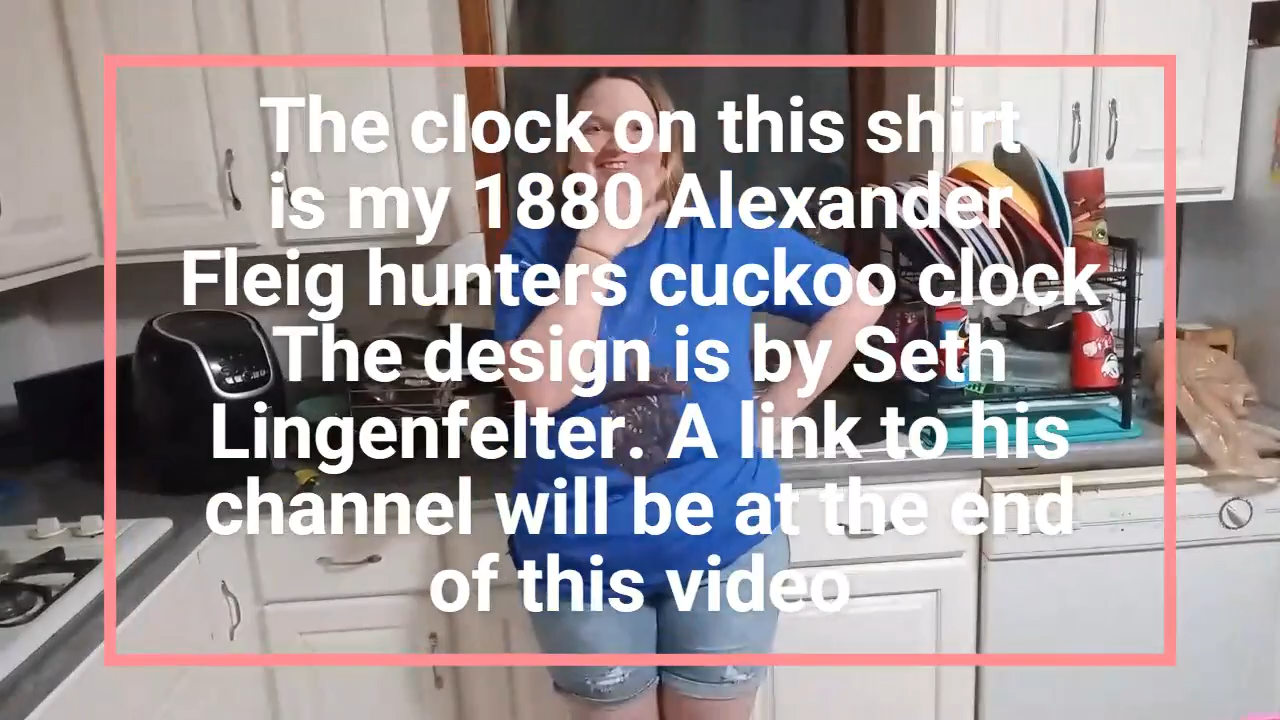 The clock on this shirt
is my 1880 Alexander
Fleig hunters cuckoo clock
The design is by Seth
Lingenfelter. A link to his
channel will be at the end
of this video